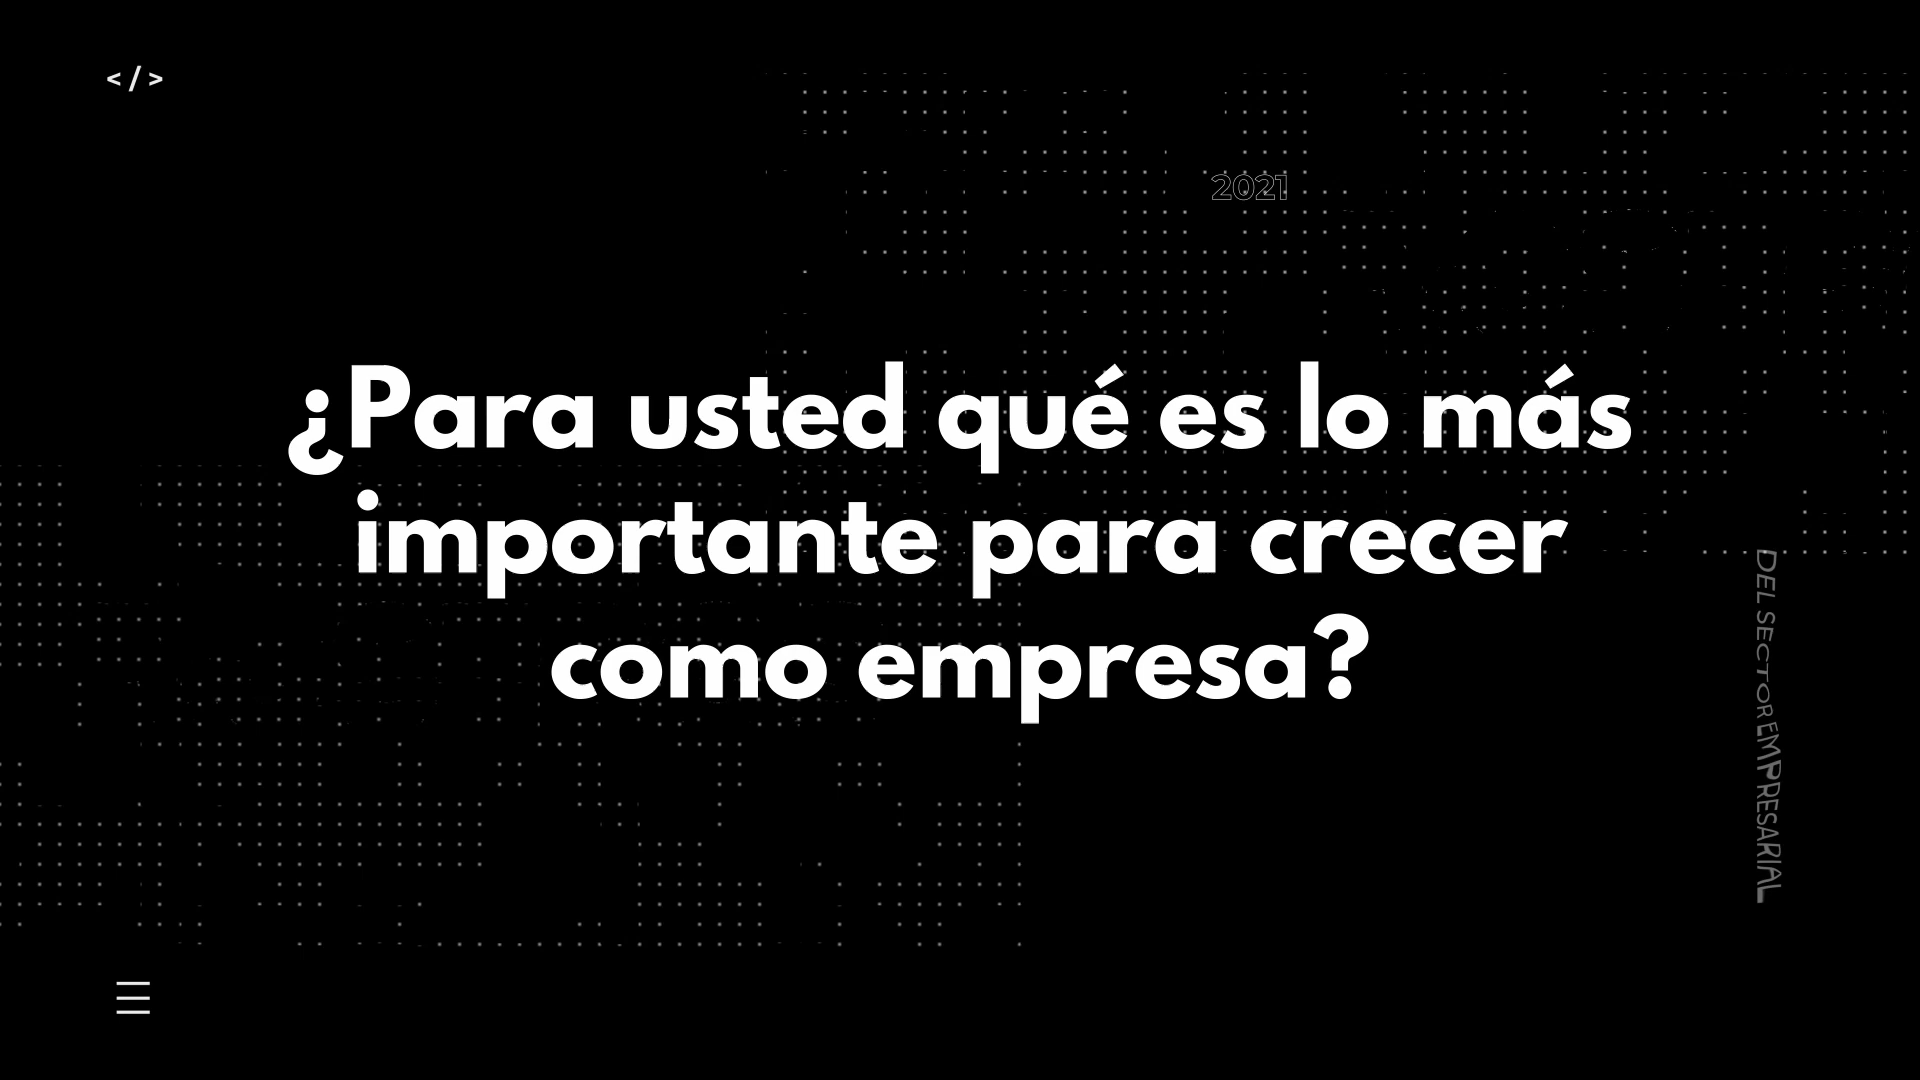 </>
2021
¿Para usted qué es lo más
importante para crecer
como empresa?
DEL SECTOR EMPRESARIAL